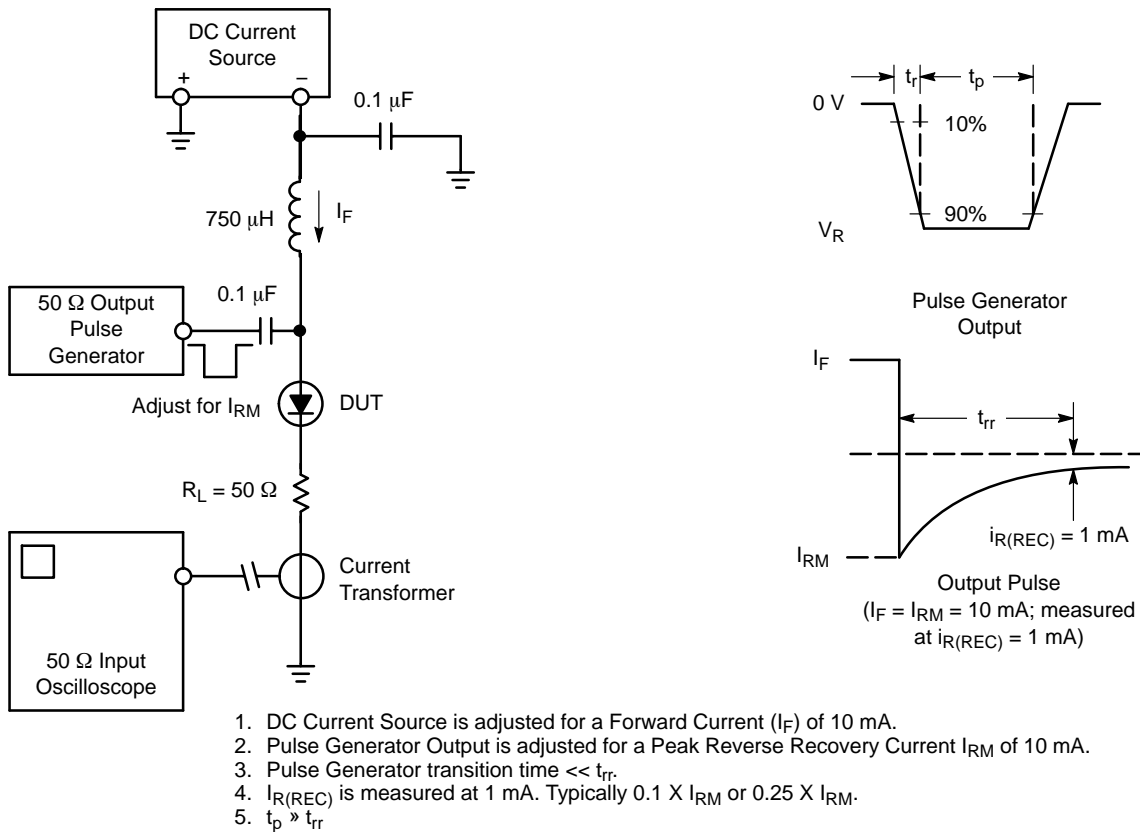 DC Current
Source
+
−
0.1 μF
750 μH
I_F
50 Ω Output
Pulse
Generator
0.1 μF
Adjust for I_RM
DUT
R_L = 50 Ω
Current
Transformer
50 Ω Input
Oscilloscope
t_r
t_p
0 V
10%
90%
V_R
Pulse Generator
Output
I_F
t_rr
I_RM
i_R(REC) = 1 mA
Output Pulse
(I_F = I_RM = 10 mA; measured
at i_R(REC) = 1 mA)
1. DC Current Source is adjusted for a Forward Current (I_F) of 10 mA.
2. Pulse Generator Output is adjusted for a Peak Reverse Recovery Current I_RM of 10 mA.
3. Pulse Generator transition time << t_rr.
4. I_R(REC) is measured at 1 mA. Typically 0.1 X I_RM or 0.25 X I_RM.
5. t_p » t_rr